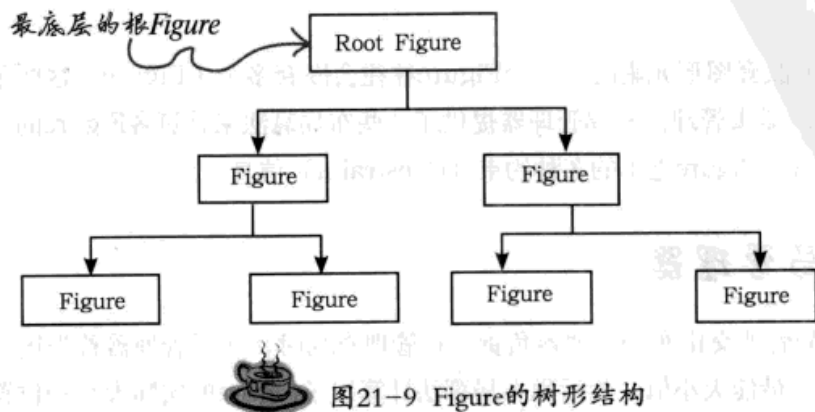 最底层的根Figure
Root Figure
Figure
Figure
Figure
Figure
Figure
Figure
图21-9 Figure的树形结构